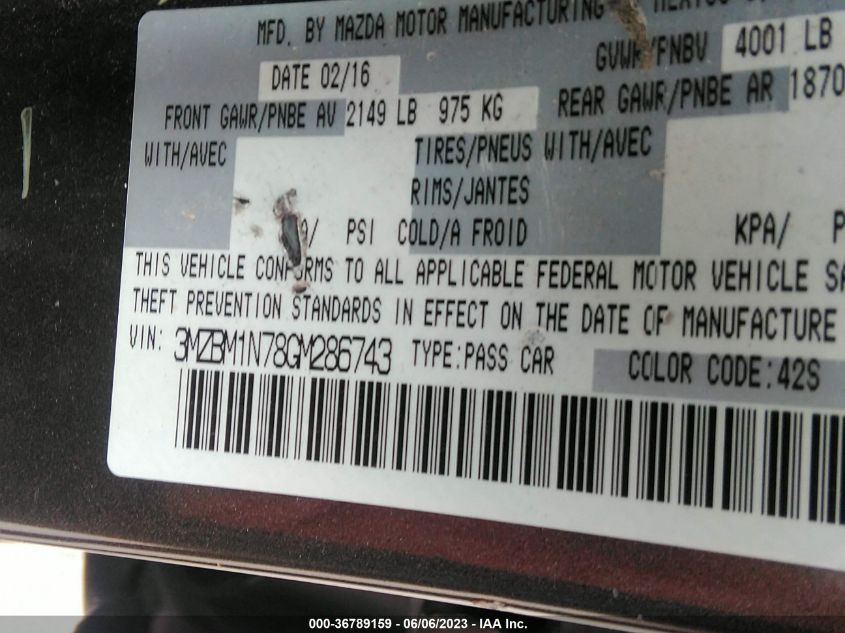 MFD. BY MAZDA MOTOR MANUFACTURING
GVWR/PNBV 4001 LB
DATE 02/16
FRONT GAWR/PNBE AV 2149 LB 975 KG REAR GAWR/PNBE AR 1870
WITH/AVEC TIRES/PNEUS WITH/AVEC
RIMS/JANTES
/ PSI COLD/A FROID KPA/ P
THIS VEHICLE CONFORMS TO ALL APPLICABLE FEDERAL MOTOR VEHICLE SA
THEFT PREVENTION STANDARDS IN EFFECT ON THE DATE OF MANUFACTURE
VIN: 3MZBM1N78GM286743 TYPE:PASS CAR COLOR CODE:42S
000-36789159 - 06/06/2023 - IAA Inc.